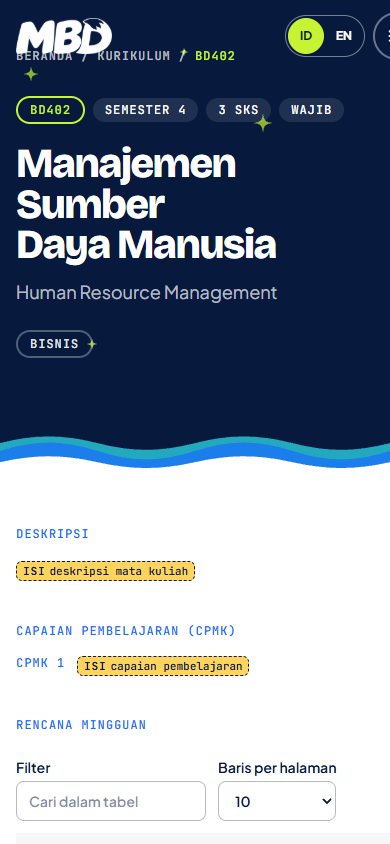 MBD
ID EN
BERANDA / KURIKULUM / BD402
BD402 SEMESTER 4 3 SKS WAJIB
Manajemen
Sumber
Daya Manusia
Human Resource Management
BISNIS
DESKRIPSI
ISI deskripsi mata kuliah
CAPAIAN PEMBELAJARAN (CPMK)
CPMK 1 ISI capaian pembelajaran
RENCANA MINGGUAN
Filter Baris per halaman
Cari dalam tabel 10